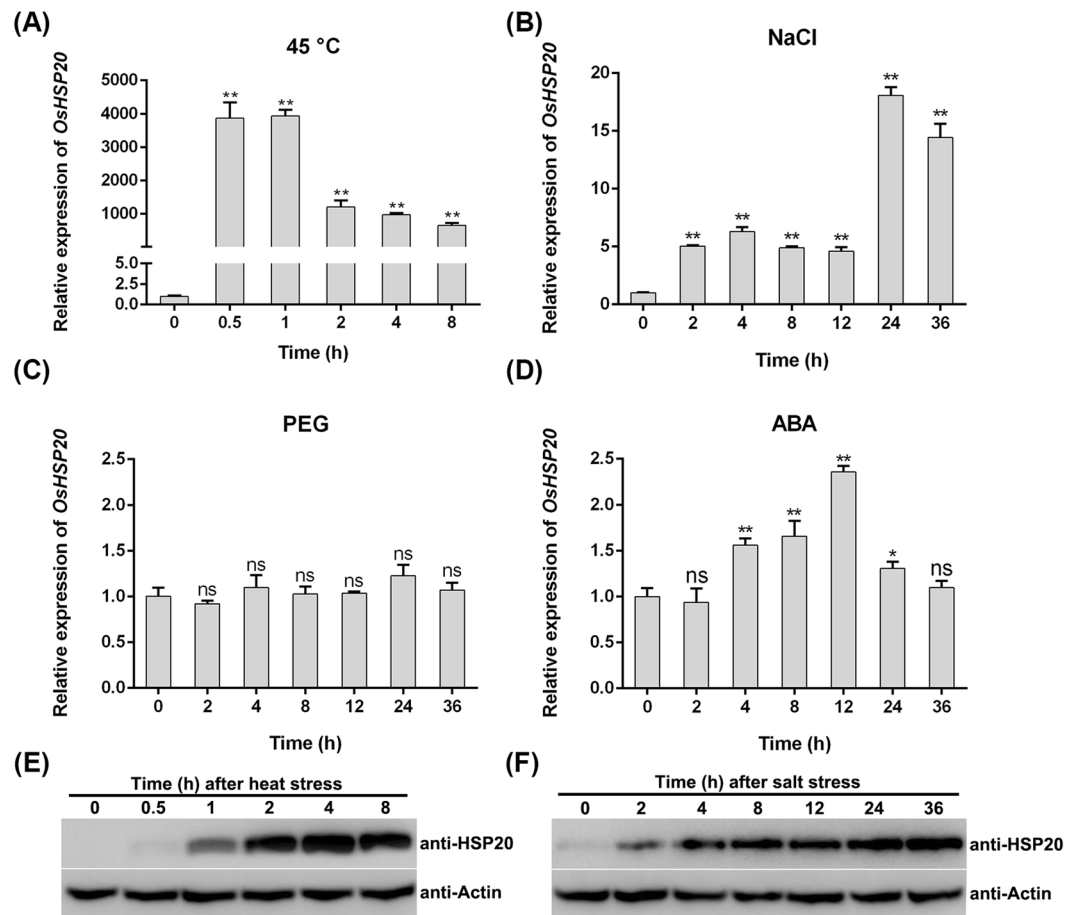 (A)
45 °C
Relative expression of OsHSP20
5000
4000
3000
2000
1000
5.0
2.5
0.0
** ** ** ** **
0 0.5 1 2 4 8
Time (h)
(B)
NaCl
Relative expression of OsHSP20
20
15
10
5
0
** ** ** ** ** **
0 2 4 8 12 24 36
Time (h)
(C)
PEG
Relative expression of OsHSP20
2.5
2.0
1.5
1.0
0.5
0.0
ns ns ns ns ns ns
0 2 4 8 12 24 36
Time (h)
(D)
ABA
Relative expression of OsHSP20
2.5
2.0
1.5
1.0
0.5
0.0
ns ** ** ** * ns
0 2 4 8 12 24 36
Time (h)
(E)
Time (h) after heat stress
0 0.5 1 2 4 8
anti-HSP20
anti-Actin
(F)
Time (h) after salt stress
0 2 4 8 12 24 36
anti-HSP20
anti-Actin